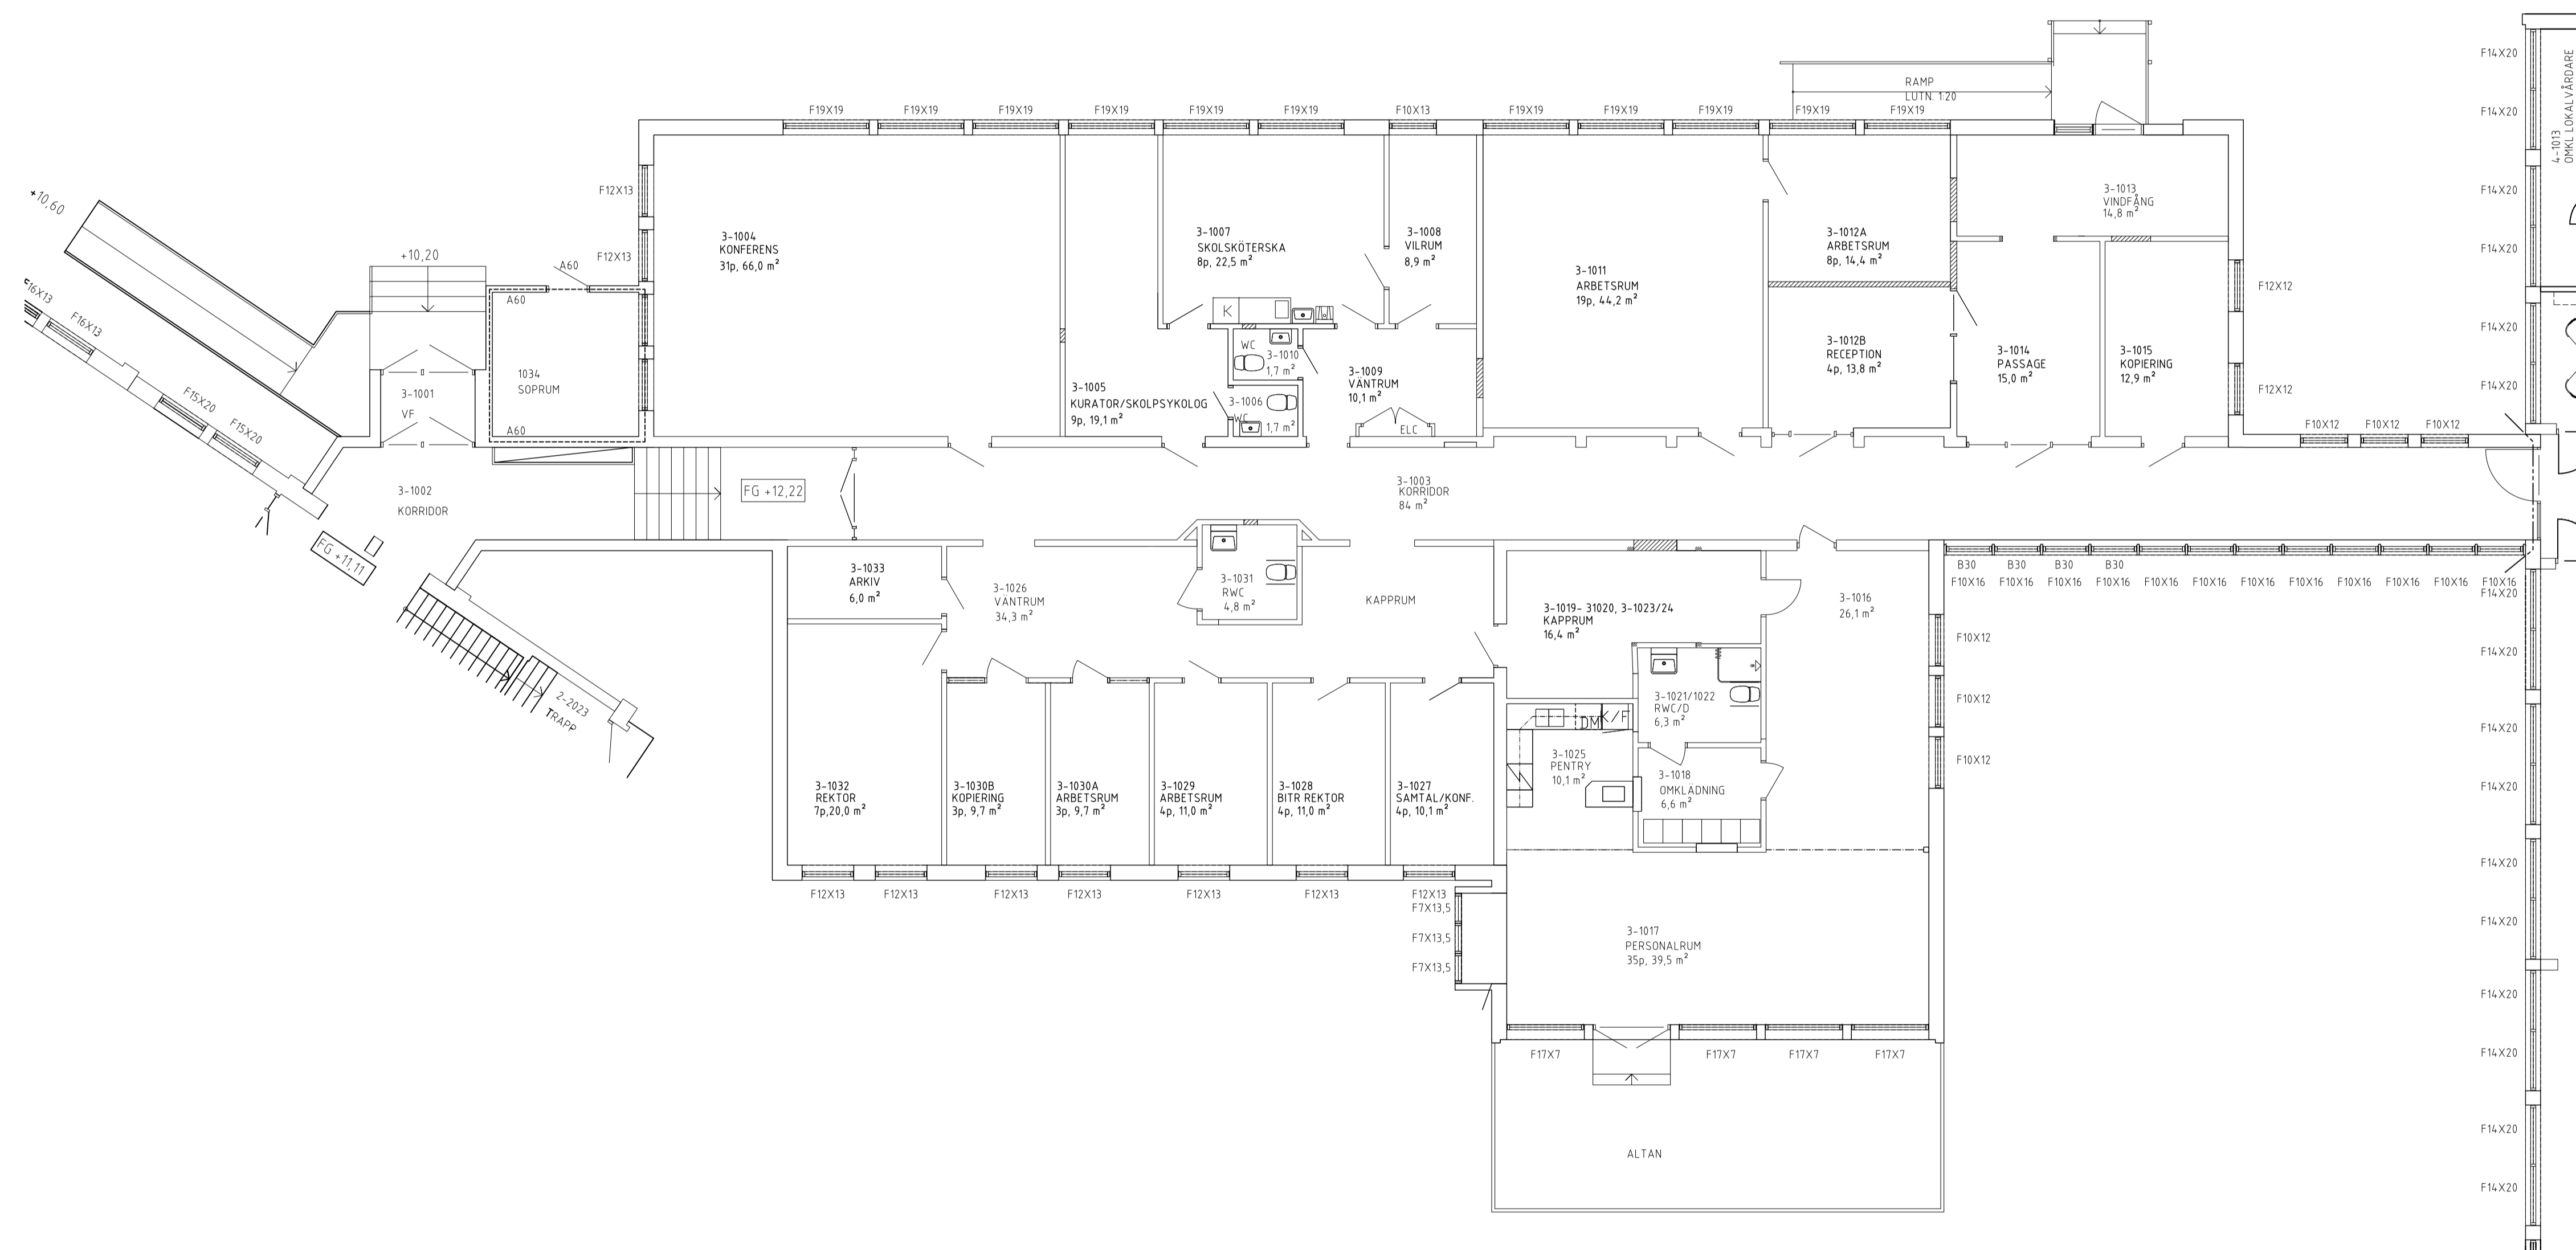 F14X20
4-1013
OMKL LOKALVÅRDARE
RAMP
LUTN. 1:20
F19X19
F19X19
F19X19
F19X19
F19X19
F19X19
F10X13
F19X19
F19X19
F19X19
F19X19
F19X19
F14X20
F12X13
F14X20
+10,60
3-1013
VINDFÅNG
14,8 m²
3-1004
KONFERENS
31p, 66,0 m²
3-1007
SKOLSKÖTERSKA
8p, 22,5 m²
3-1008
VILRUM
8,9 m²
3-1012A
ARBETSRUM
8p, 14,4 m²
F14X20
+10,20
F12X13
A60
3-1011
ARBETSRUM
19p, 44,2 m²
F12X12
F16X13
F16X13
A60
K
F14X20
WC
3-1010
1,7 m²
3-1012B
RECEPTION
4p, 13,8 m²
3-1014
PASSAGE
15,0 m²
3-1015
KOPIERING
12,9 m²
1034
SOPRUM
3-1009
VÄNTRUM
10,1 m²
3-1005
KURATOR/SKOLPSYKOLOG
9p, 19,1 m²
3-1006
WC
1,7 m²
F12X12
F14X20
3-1001
VF
F15X20
F15X20
A60
ELC
F10X12
F10X12
F10X12
3-1002
KORRIDOR
FG +12,22
3-1003
KORRIDOR
84 m²
FG +11,11
3-1033
ARKIV
6,0 m²
3-1026
VÄNTRUM
34,3 m²
3-1031
RWC
4,8 m²
KAPPRUM
3-1019- 31020, 3-1023/24
KAPPRUM
16,4 m²
3-1016
26,1 m²
B30
B30
B30
B30
F10X16
F10X16
F10X16
F10X16
F10X16
F10X16
F10X16
F10X16
F10X16
F10X16
F10X16
F10X16
F14X20
F10X12
F14X20
2-2023
TRAPP
3-1021/1022
RWC/D
6,3 m²
F10X12
DM
K/F
F14X20
3-1025
PENTRY
10,1 m²
F10X12
3-1018
OMKLÄDNING
6,6 m²
F14X20
3-1032
REKTOR
7p,20,0 m²
3-1030B
KOPIERING
3p, 9,7 m²
3-1030A
ARBETSRUM
3p, 9,7 m²
3-1029
ARBETSRUM
4p, 11,0 m²
3-1028
BITR REKTOR
4p, 11,0 m²
3-1027
SAMTAL/KONF.
4p, 10,1 m²
F14X20
F12X13
F12X13
F12X13
F12X13
F12X13
F12X13
F12X13
F7X13,5
F7X13,5
F7X13,5
3-1017
PERSONALRUM
35p, 39,5 m²
F14X20
F14X20
F17X7
F17X7
F17X7
F17X7
F14X20
F14X20
ALTAN
F14X20